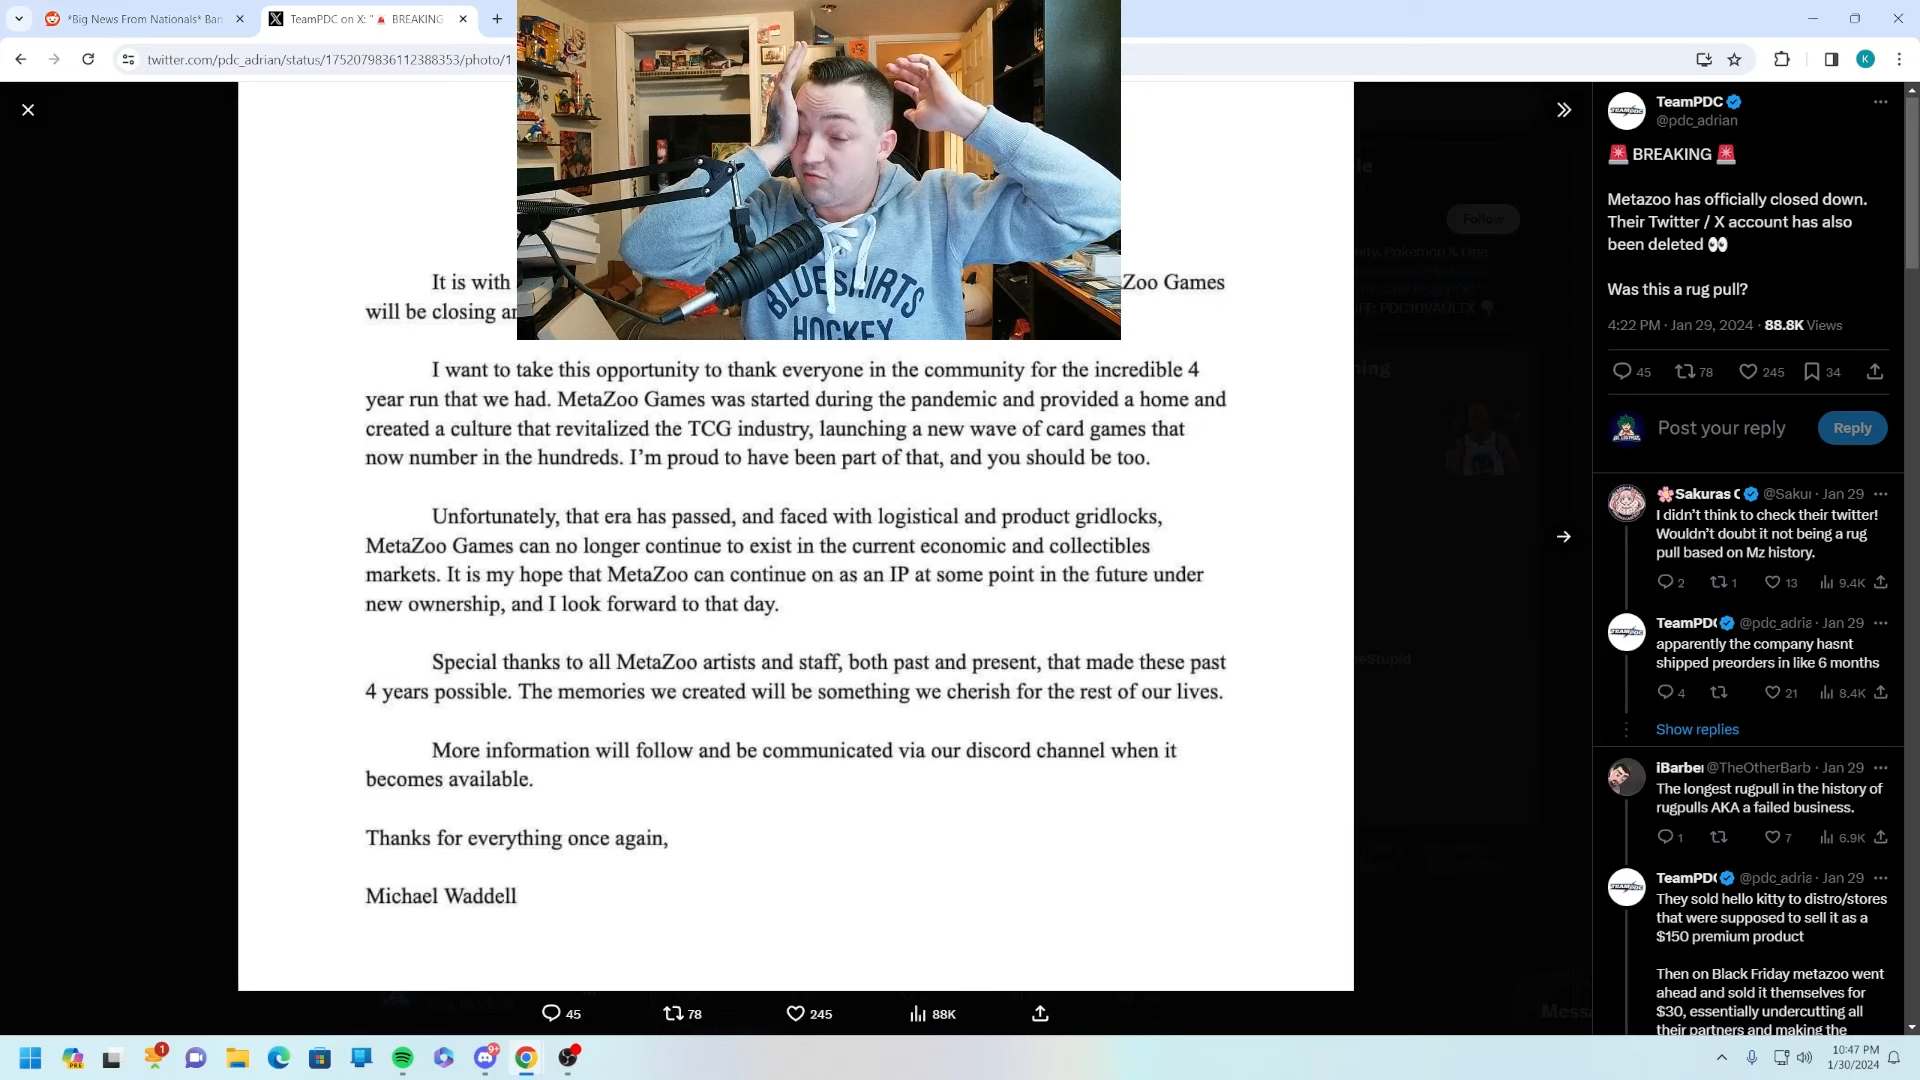 *Big News From Nationals* Ban
TeamPDC on X: " 🚨 BREAKING
twitter.com/pdc_adrian/status/1752079836112388353/photo/1
K
BLUESHIRTS
HOCKEY
It is with
Zoo Games
will be closing
I want to take this opportunity to thank everyone in the community for the incredible 4
year run that we had. MetaZoo Games was started during the pandemic and provided a home and
created a culture that revitalized the TCG industry, launching a new wave of card games that
now number in the hundreds. I'm proud to have been part of that, and you should be too.
Unfortunately, that era has passed, and faced with logistical and product gridlocks,
MetaZoo Games can no longer continue to exist in the current economic and collectibles
markets. It is my hope that MetaZoo can continue on as an IP at some point in the future under
new ownership, and I look forward to that day.
Special thanks to all MetaZoo artists and staff, both past and present, that made these past
4 years possible. The memories we created will be something we cherish for the rest of our lives.
More information will follow and be communicated via our discord channel when it
becomes available.
Thanks for everything once again,
Michael Waddell
45 78 245 88K
Follow
TeamPDC
@pdc_adrian
🚨 BREAKING 🚨
Metazoo has officially closed down.
Their Twitter / X account has also
been deleted 👀
Was this a rug pull?
4:22 PM · Jan 29, 2024 · 88.8K Views
45 78 245 34
Post your reply
Reply
🌸Sakuras C @Sakur · Jan 29
I didn't think to check their twitter!
Wouldn't doubt it not being a rug
pull based on Mz history.
2 1 13 9.4K
TeamPDC @pdc_adria · Jan 29
apparently the company hasnt
shipped preorders in like 6 months
4 21 8.4K
Show replies
iBarber @TheOtherBarb · Jan 29
The longest rugpull in the history of
rugpulls AKA a failed business.
1 7 6.9K
TeamPDC @pdc_adria · Jan 29
They sold hello kitty to distro/stores
that were supposed to sell it as a
$150 premium product
Then on Black Friday metazoo went
ahead and sold it themselves for
$30, essentially undercutting all
their partners and making the
1
PRE
9+
10:47 PM
1/30/2024